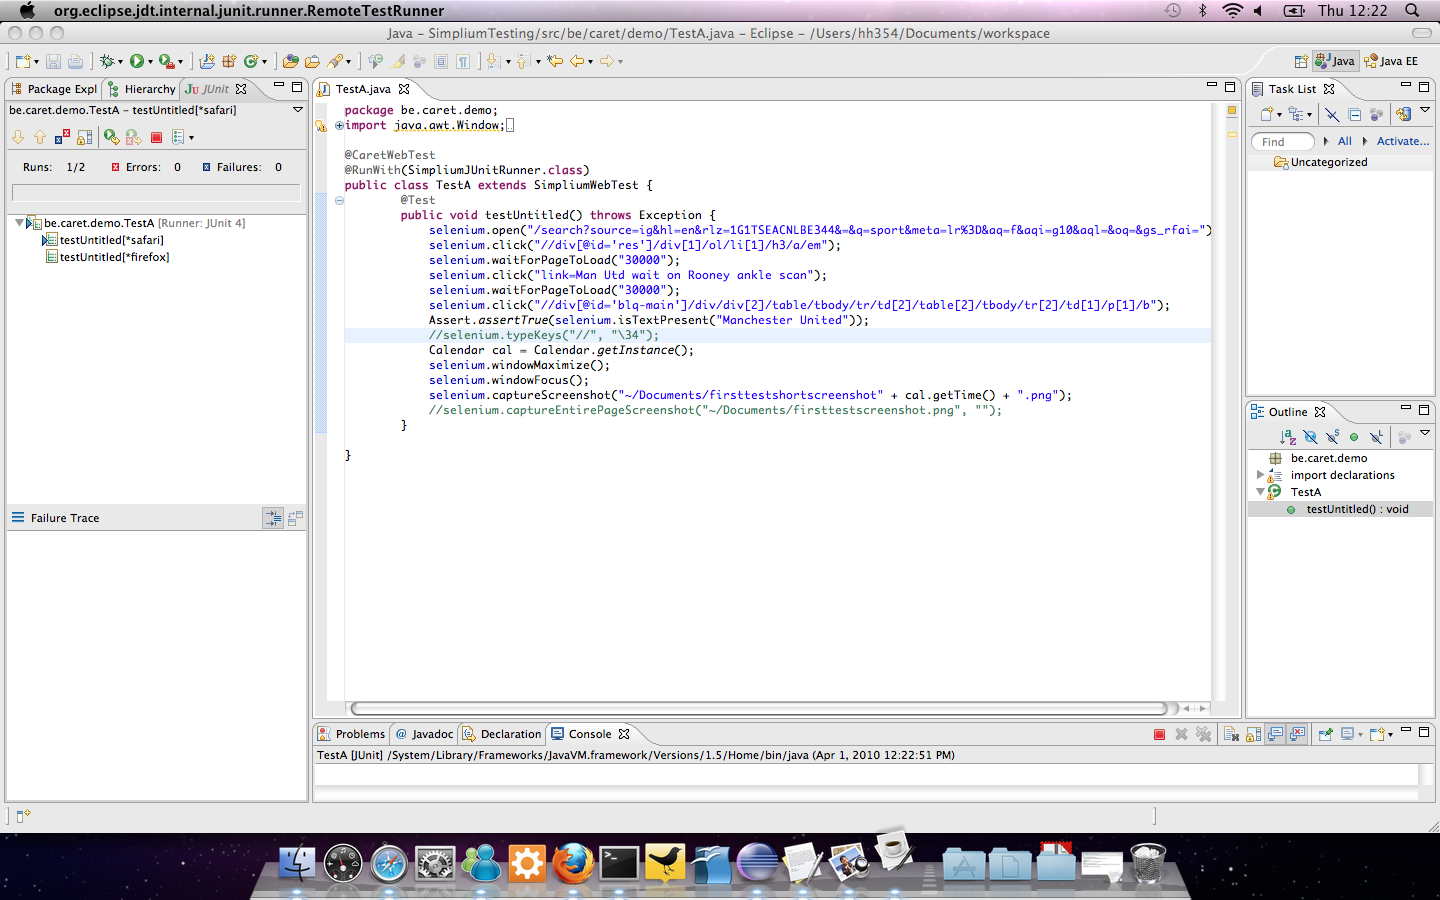 org.eclipse.jdt.internal.junit.runner.RemoteTestRunner
Thu 12:22
Java – SimpliumTesting/src/be/caret/demo/TestA.java – Eclipse – /Users/hh354/Documents/workspace
Java
Java EE
Package Expl
Hierarchy
JUnit
be.caret.demo.TestA – testUntitled[*safari]
Runs: 1/2
Errors: 0
Failures: 0
be.caret.demo.TestA [Runner: JUnit 4]
testUntitled[*safari]
testUntitled[*firefox]
Failure Trace
TestA.java
package be.caret.demo;
import java.awt.Window;
@CaretWebTest
@RunWith(SimpliumJUnitRunner.class)
public class TestA extends SimpliumWebTest {
@Test
public void testUntitled() throws Exception {
selenium.open("/search?source=ig&hl=en&rlz=1G1TSEACNLBE344&=&q=sport&meta=lr%3D&aq=f&aqi=g10&aql=&oq=&gs_rfai=")
selenium.click("//div[@id='res']/div[1]/ol/li[1]/h3/a/em");
selenium.waitForPageToLoad("30000");
selenium.click("link=Man Utd wait on Rooney ankle scan");
selenium.waitForPageToLoad("30000");
selenium.click("//div[@id='blq-main']/div/div[2]/table/tbody/tr/td[2]/table[2]/tbody/tr[2]/td[1]/p[1]/b");
Assert.assertTrue(selenium.isTextPresent("Manchester United"));
//selenium.typeKeys("//", "\34");
Calendar cal = Calendar.getInstance();
selenium.windowMaximize();
selenium.windowFocus();
selenium.captureScreenshot("~/Documents/firsttestshortscreenshot" + cal.getTime() + ".png");
//selenium.captureEntirePageScreenshot("~/Documents/firsttestscreenshot.png", "");
}
}
Task List
Find
All
Activate...
Uncategorized
Outline
be.caret.demo
import declarations
TestA
testUntitled() : void
Problems
Javadoc
Declaration
Console
TestA [JUnit] /System/Library/Frameworks/JavaVM.framework/Versions/1.5/Home/bin/java (Apr 1, 2010 12:22:51 PM)